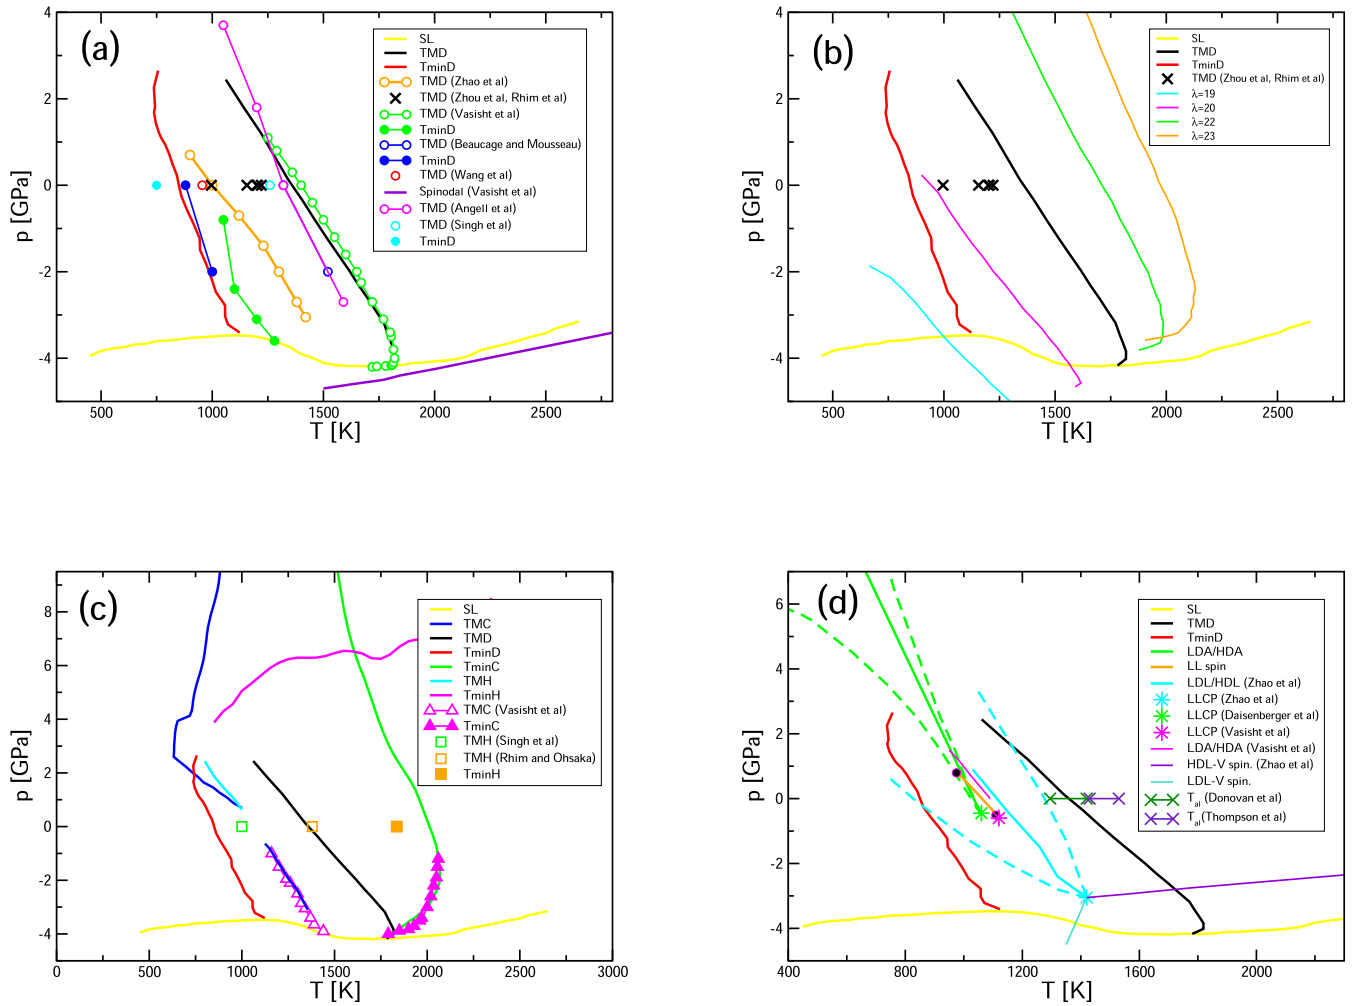 (a)
4
2
0
-2
-4
p [GPa]
500
1000
1500
2000
2500
T [K]
SL
TMD
TminD
TMD (Zhao et al)
TMD (Zhou et al, Rhim et al)
TMD (Vasisht et al)
TminD
TMD (Beaucage and Mousseau)
TminD
TMD (Wang et al)
Spinodal (Vasisht et al)
TMD (Angell et al)
TMD (Singh et al)
TminD
(b)
4
2
0
-2
-4
p [GPa]
500
1000
1500
2000
2500
T [K]
SL
TMD
TminD
TMD (Zhou et al, Rhim et al)
λ=19
λ=20
λ=22
λ=23
(c)
8
6
4
2
0
-2
-4
p [GPa]
0
500
1000
1500
2000
2500
3000
T [K]
SL
TMC
TMD
TminD
TminC
TMH
TminH
TMC (Vasisht et al)
TminC
TMH (Singh et al)
TMH (Rhim and Ohsaka)
TminH
(d)
6
4
2
0
-2
-4
p [GPa]
400
800
1200
1600
2000
T [K]
SL
TMD
TminD
LDA/HDA
LL spin
LDL/HDL (Zhao et al)
LLCP (Zhao et al)
LLCP (Daisenberger et al)
LLCP (Vasisht et al)
LDA/HDA (Vasisht et al)
HDL-V spin. (Zhao et al)
LDL-V spin.
Tal (Donovan et al)
Tal (Thompson et al)